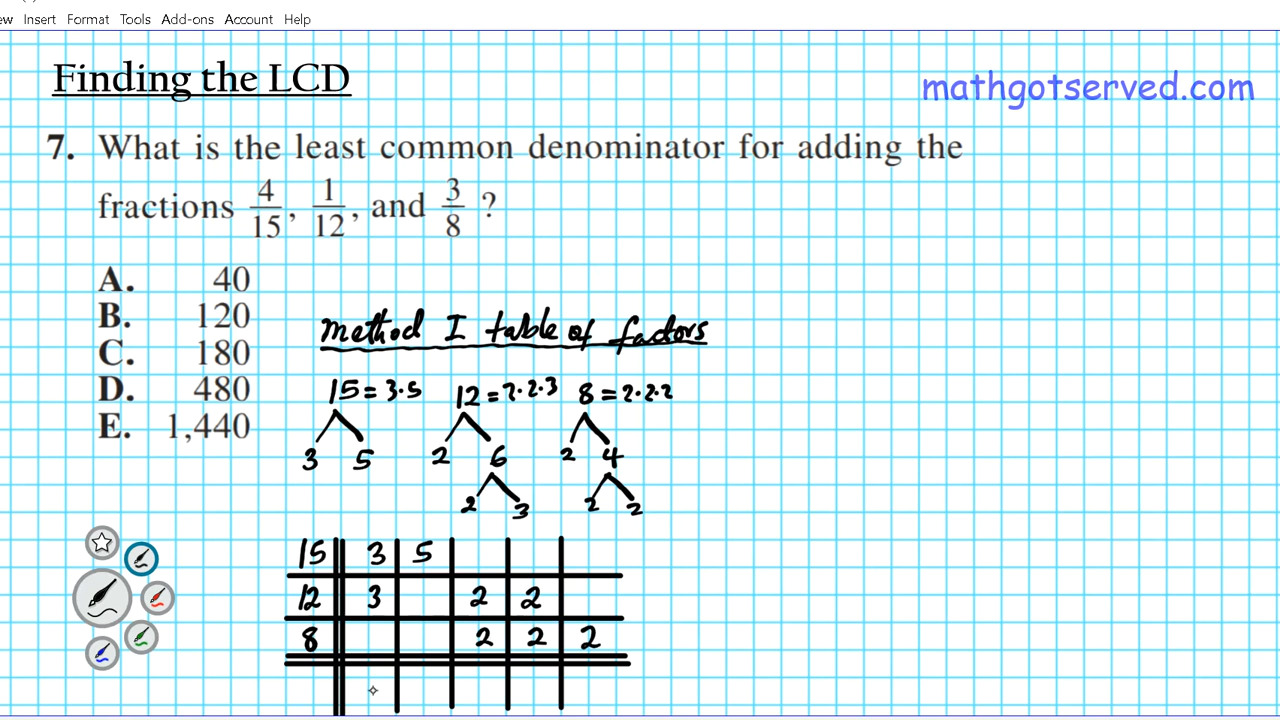 ew Insert Format Tools Add-ons Account Help
Finding the LCD
mathgotserved.com
7. What is the least common denominator for adding the
fractions 4/15, 1/12, and 3/8 ?
A. 40
B. 120
C. 180
D. 480
E. 1,440
method I table of factors
15 = 3·5 12 = 2·2·3 8 = 2·2·2
3 5 2 6 2 4
2 3 2 2
15 3 5
12 3 2 2
8 2 2 2